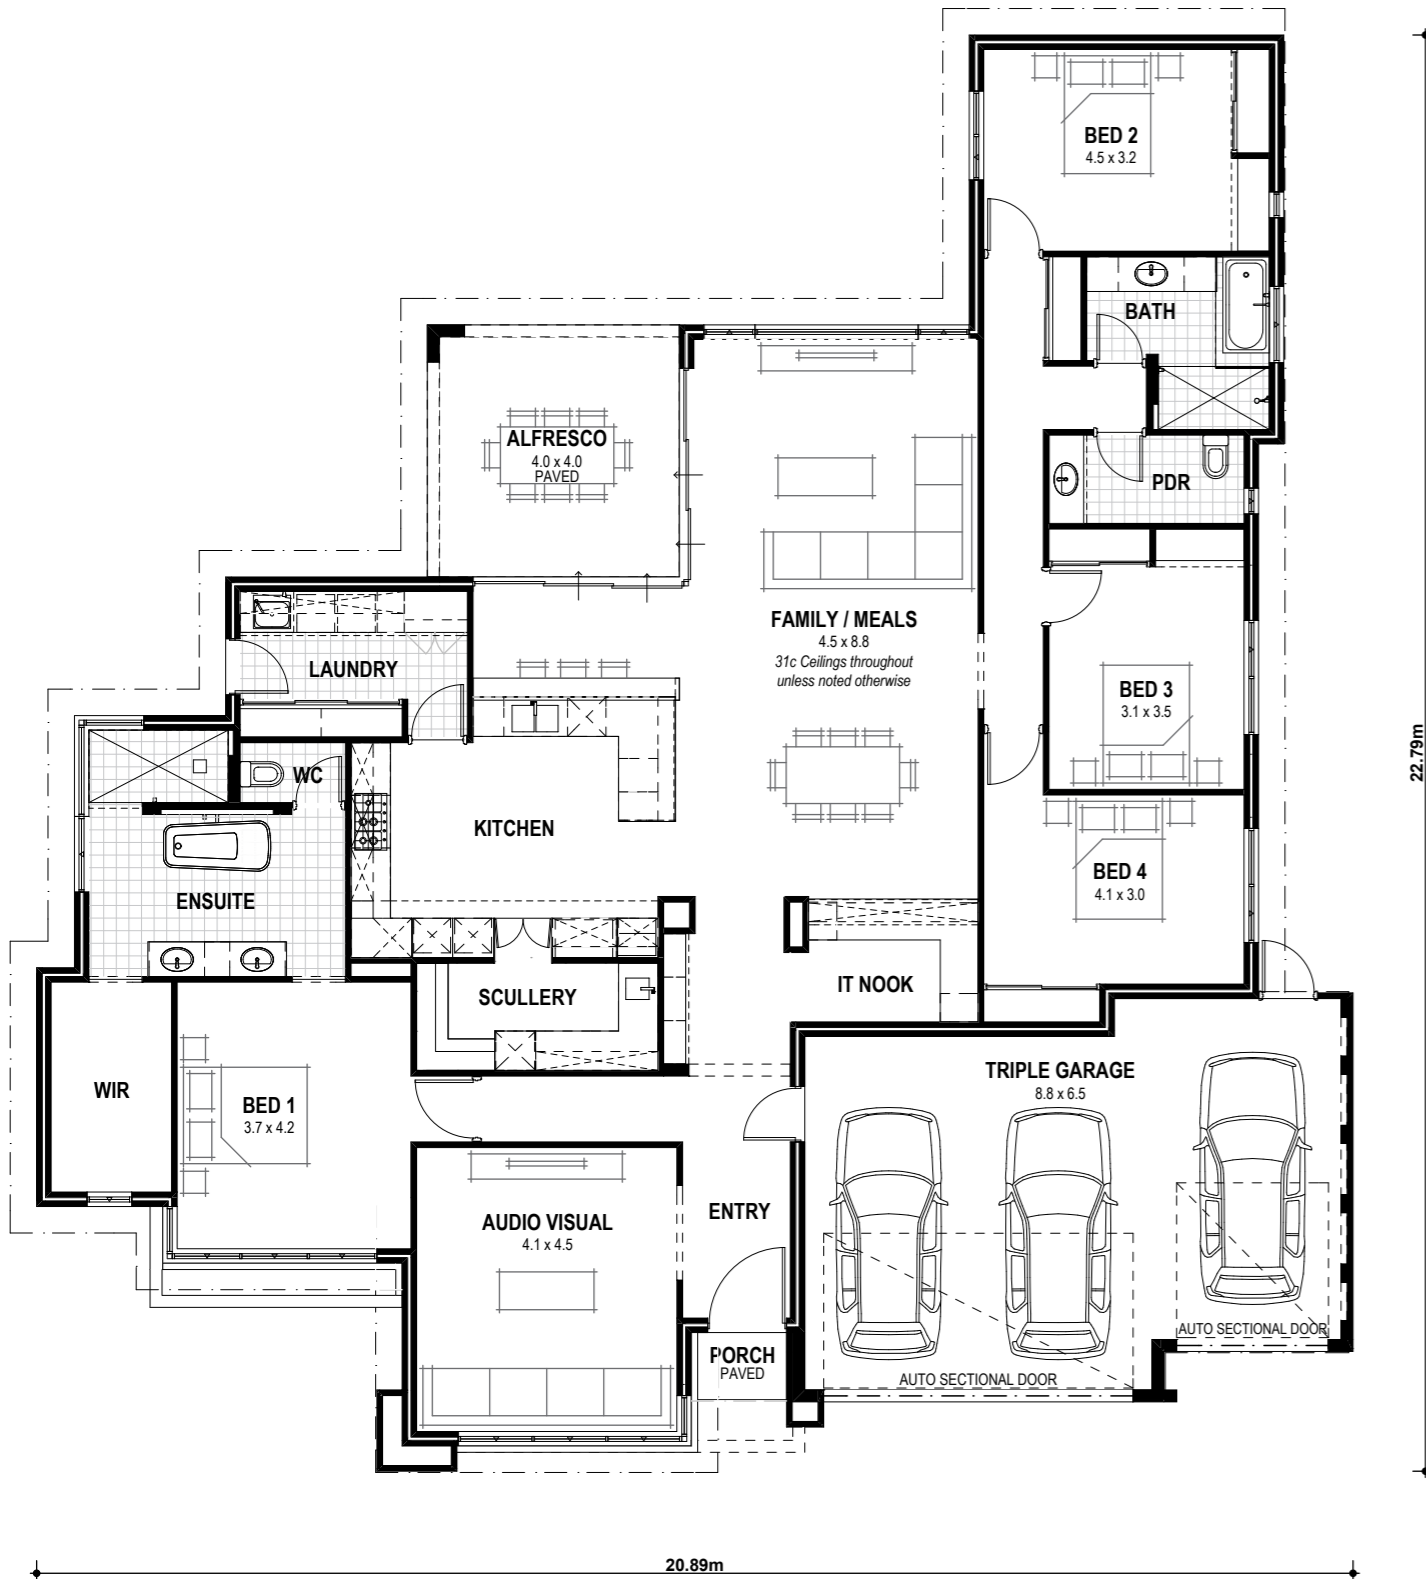 BED 2
4.5 x 3.2
BATH
ALFRESCO
4.0 x 4.0
PAVED
PDR
FAMILY / MEALS
4.5 x 8.8
31c Ceilings throughout
unless noted otherwise
LAUNDRY
BED 3
3.1 x 3.5
22.79m
WC
KITCHEN
BED 4
4.1 x 3.0
ENSUITE
IT NOOK
SCULLERY
TRIPLE GARAGE
8.8 x 6.5
WIR
BED 1
3.7 x 4.2
ENTRY
AUDIO VISUAL
4.1 x 4.5
AUTO SECTIONAL DOOR
PORCH
PAVED
AUTO SECTIONAL DOOR
20.89m